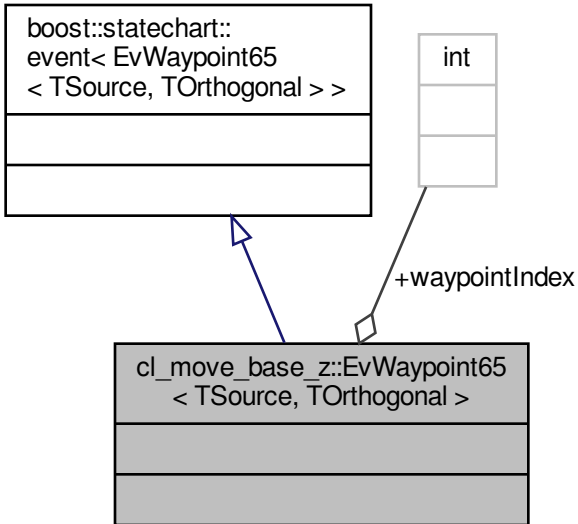 boost::statechart::
event< EvWaypoint65
< TSource, TOrthogonal > >
int
+waypointIndex
cl_move_base_z::EvWaypoint65
< TSource, TOrthogonal >